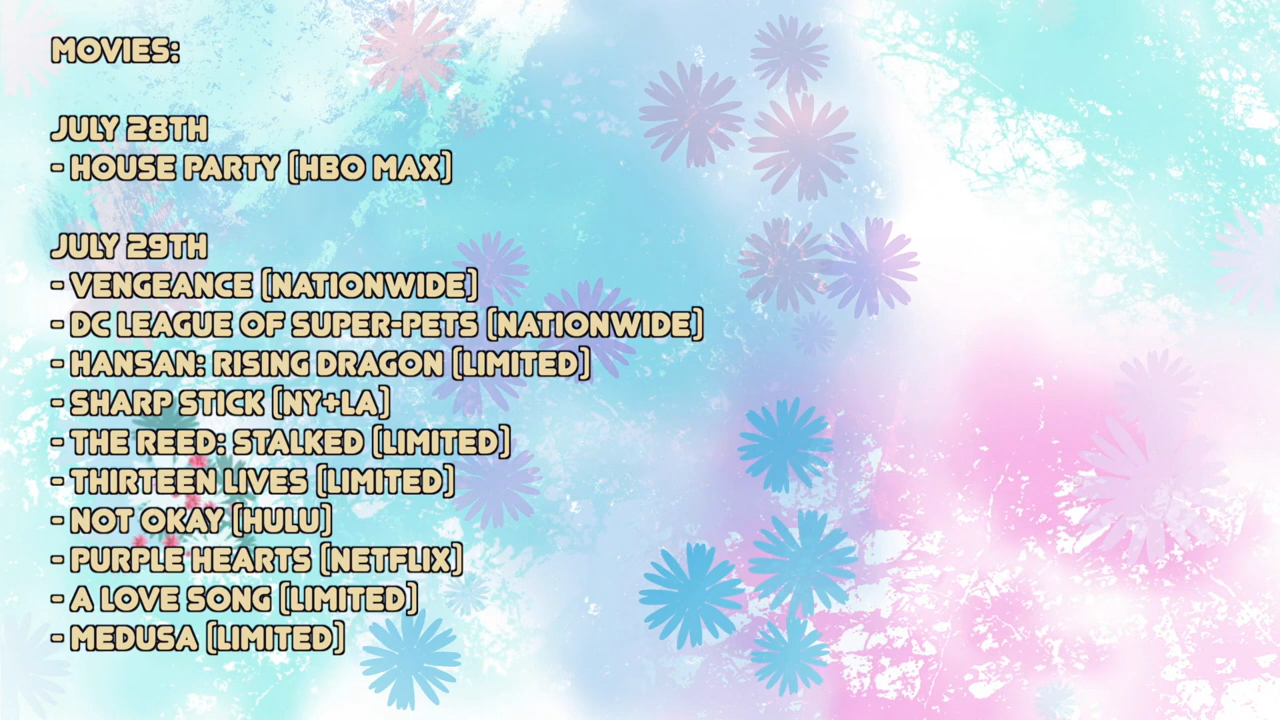 MOVIES:
JULY 28TH
- HOUSE PARTY [HBO MAX]
JULY 29TH
- VENGEANCE [NATIONWIDE]
- DC LEAGUE OF SUPER-PETS [NATIONWIDE]
- HANSAN: RISING DRAGON [LIMITED]
- SHARP STICK [NY+LA]
- THE REED: STALKED [LIMITED]
- THIRTEEN LIVES [LIMITED]
- NOT OKAY [HULU]
- PURPLE HEARTS [NETFLIX]
- A LOVE SONG [LIMITED]
- MEDUSA [LIMITED]